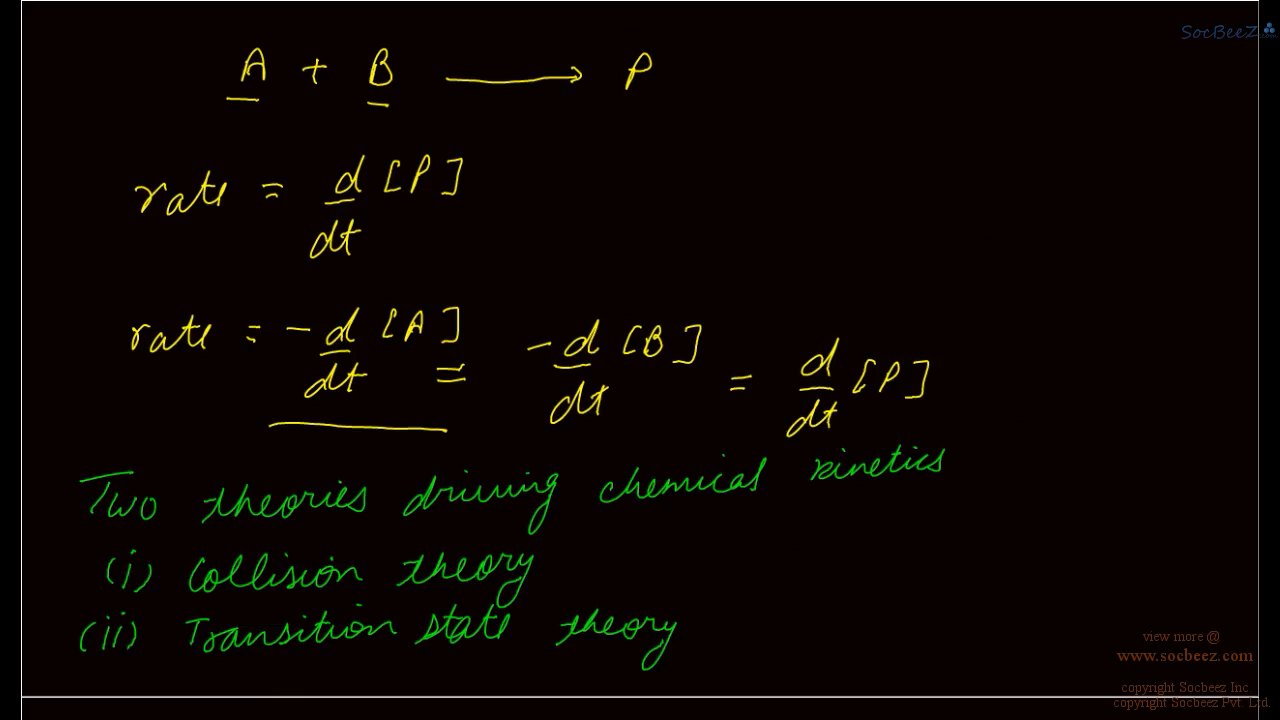 SocBeeZ.com
A + B ⟶ P
rate = d/dt [P]
rate = -d/dt [A] = -d/dt [B] = d/dt [P]
Two theories driving chemical kinetics
(i) Collision theory
(ii) Transition state theory
view more @
www.socbeez.com
copyright Socbeez Inc
copyright Socbeez Pvt Ltd